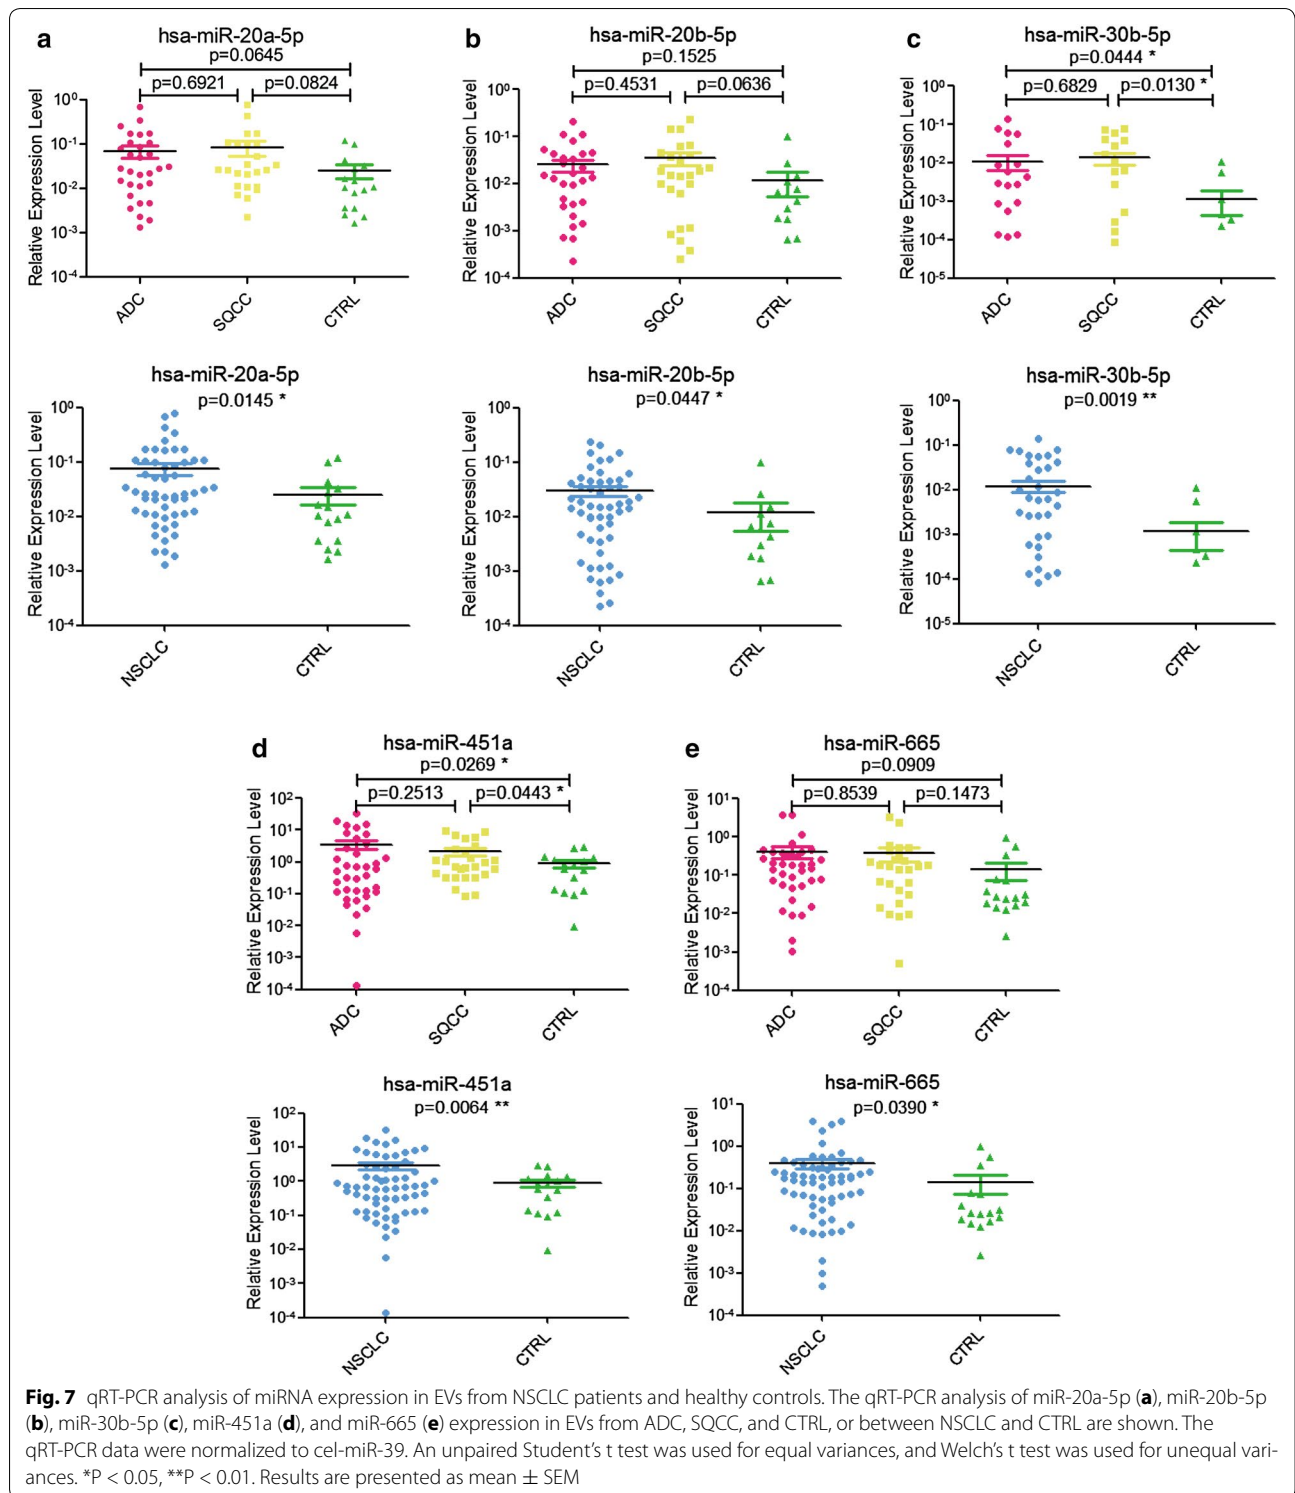 a
hsa-miR-20a-5p
p=0.0645
p=0.6921 p=0.0824
Relative Expression Level
10⁰
10⁻¹
10⁻²
10⁻³
10⁻⁴
ADC SQCC CTRL
b
hsa-miR-20b-5p
p=0.1525
p=0.4531 p=0.0636
Relative Expression Level
10⁰
10⁻¹
10⁻²
10⁻³
10⁻⁴
ADC SQCC CTRL
c
hsa-miR-30b-5p
p=0.0444 *
p=0.6829 p=0.0130 *
Relative Expression Level
10⁰
10⁻¹
10⁻²
10⁻³
10⁻⁴
10⁻⁵
ADC SQCC CTRL
hsa-miR-20a-5p
p=0.0145 *
Relative Expression Level
10⁰
10⁻¹
10⁻²
10⁻³
10⁻⁴
NSCLC CTRL
hsa-miR-20b-5p
p=0.0447 *
Relative Expression Level
10⁰
10⁻¹
10⁻²
10⁻³
10⁻⁴
NSCLC CTRL
hsa-miR-30b-5p
p=0.0019 **
Relative Expression Level
10⁰
10⁻¹
10⁻²
10⁻³
10⁻⁴
10⁻⁵
NSCLC CTRL
d
hsa-miR-451a
p=0.0269 *
p=0.2513 p=0.0443 *
Relative Expression Level
10²
10¹
10⁰
10⁻¹
10⁻²
10⁻³
10⁻⁴
ADC SQCC CTRL
e
hsa-miR-665
p=0.0909
p=0.8539 p=0.1473
Relative Expression Level
10¹
10⁰
10⁻¹
10⁻²
10⁻³
10⁻⁴
ADC SQCC CTRL
hsa-miR-451a
p=0.0064 **
Relative Expression Level
10²
10¹
10⁰
10⁻¹
10⁻²
10⁻³
10⁻⁴
NSCLC CTRL
hsa-miR-665
p=0.0390 *
Relative Expression Level
10¹
10⁰
10⁻¹
10⁻²
10⁻³
10⁻⁴
NSCLC CTRL
Fig. 7 qRT-PCR analysis of miRNA expression in EVs from NSCLC patients and healthy controls. The qRT-PCR analysis of miR-20a-5p (a), miR-20b-5p
(b), miR-30b-5p (c), miR-451a (d), and miR-665 (e) expression in EVs from ADC, SQCC, and CTRL, or between NSCLC and CTRL are shown. The
qRT-PCR data were normalized to cel-miR-39. An unpaired Student's t test was used for equal variances, and Welch's t test was used for unequal vari-
ances. *P < 0.05, **P < 0.01. Results are presented as mean ± SEM